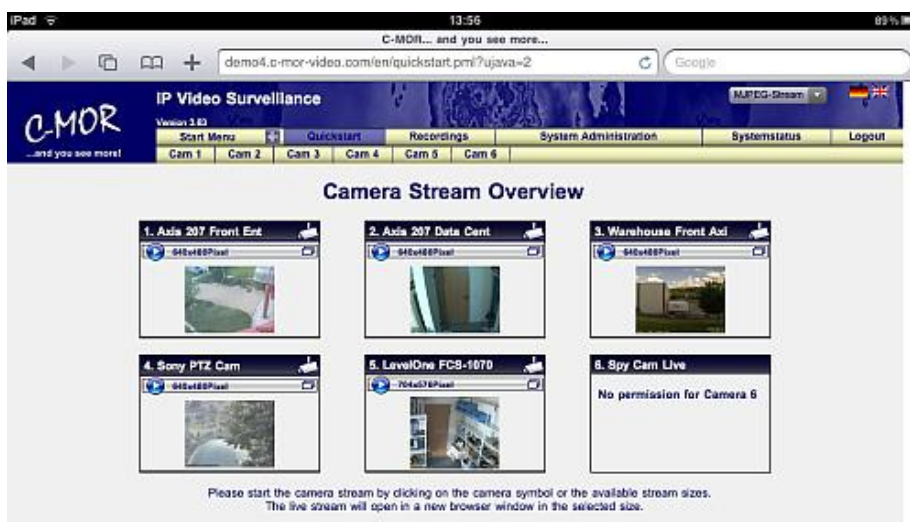 iPad 13:56 89%
C-MOR... and you see more...
demo4.c-mor-video.com/en/quickstart.pml?ujava=2 Google
C-MOR IP Video Surveillance MJPEG-Stream
Version 3.83
...and you see more!
Start Menu Quickstart Recordings System Administration Systemstatus Logout
Cam 1 Cam 2 Cam 3 Cam 4 Cam 5 Cam 6
Camera Stream Overview
1. Axis 207 Front Ent 2. Axis 207 Data Cent 3. Warehouse Front Axi
640x480Pixel 640x480Pixel 640x480Pixel
4. Sony PTZ Cam 5. LevelOne FCS-1070 6. Spy Cam Live
640x480Pixel 704x576Pixel
No permission for Camera 6
Please start the camera stream by clicking on the camera symbol or the available stream sizes.
The live stream will open in a new browser window in the selected size.